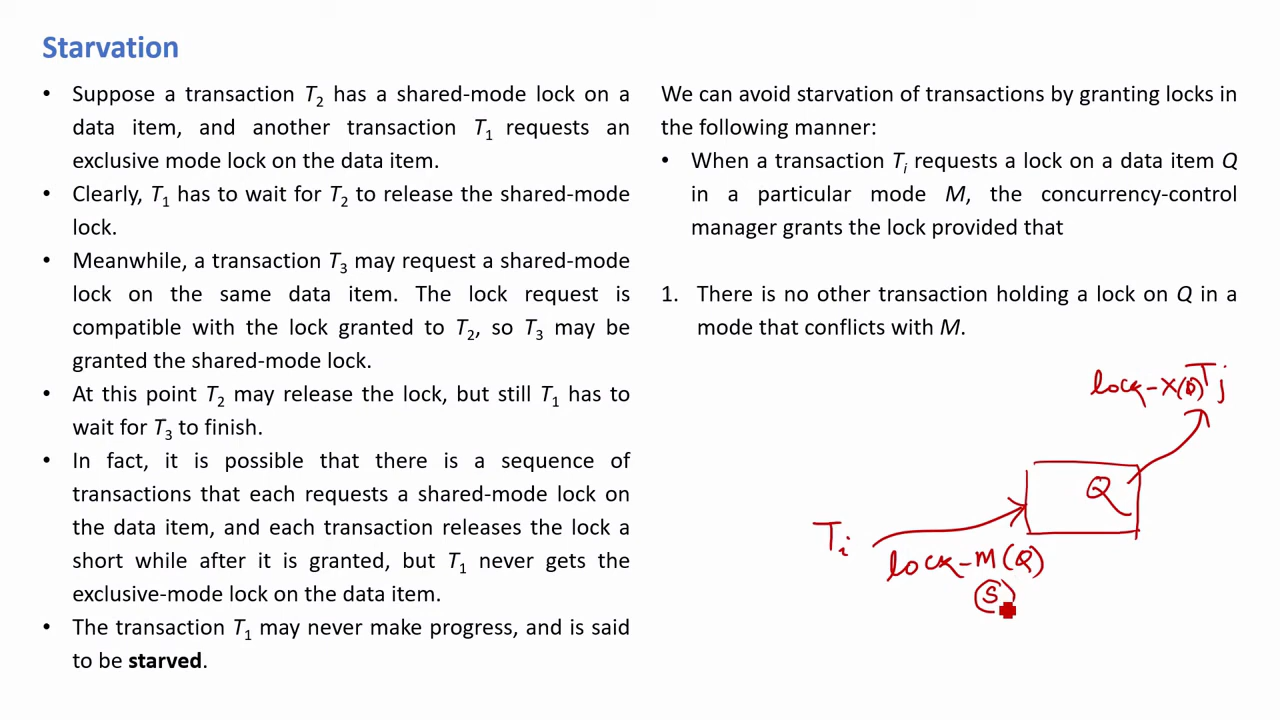 Starvation
• Suppose a transaction T2 has a shared-mode lock on a
data item, and another transaction T1 requests an
exclusive mode lock on the data item.
• Clearly, T1 has to wait for T2 to release the shared-mode
lock.
• Meanwhile, a transaction T3 may request a shared-mode
lock on the same data item. The lock request is
compatible with the lock granted to T2, so T3 may be
granted the shared-mode lock.
• At this point T2 may release the lock, but still T1 has to
wait for T3 to finish.
• In fact, it is possible that there is a sequence of
transactions that each requests a shared-mode lock on
the data item, and each transaction releases the lock a
short while after it is granted, but T1 never gets the
exclusive-mode lock on the data item.
• The transaction T1 may never make progress, and is said
to be starved.
We can avoid starvation of transactions by granting locks in
the following manner:
• When a transaction Ti requests a lock on a data item Q
in a particular mode M, the concurrency-control
manager grants the lock provided that
1. There is no other transaction holding a lock on Q in a
mode that conflicts with M.
lock-X(Q) Tj
Q
Ti
lock-M(Q)
S